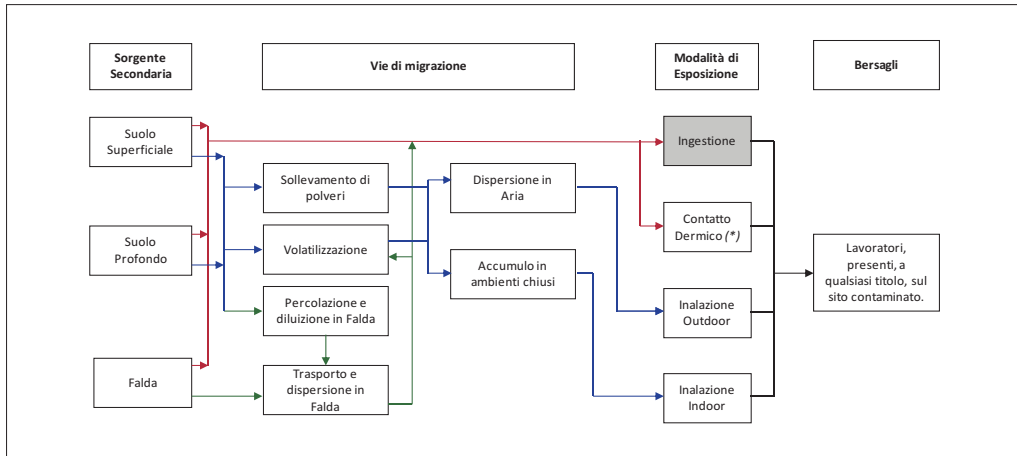 Sorgente
Secondaria
Vie di migrazione
Modalità di
Esposizione
Bersagli
Suolo
Superficiale
Ingestione
Sollevamento di
polveri
Dispersione in
Aria
Contatto
Dermico (*)
Suolo
Profondo
Volatilizzazione
Accumulo in
ambienti chiusi
Lavoratori,
presenti, a
qualsiasi titolo, sul
sito contaminato.
Percolazione e
diluizione in Falda
Inalazione
Outdoor
Falda
Trasporto e
dispersione in
Falda
Inalazione
Indoor